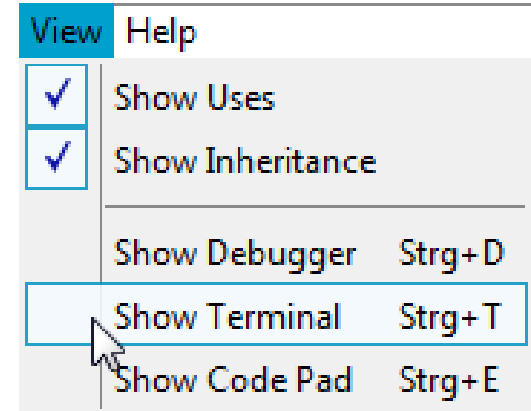 View Help
Show Uses
Show Inheritance
Show Debugger Strg+D
Show Terminal Strg+T
Show Code Pad Strg+E